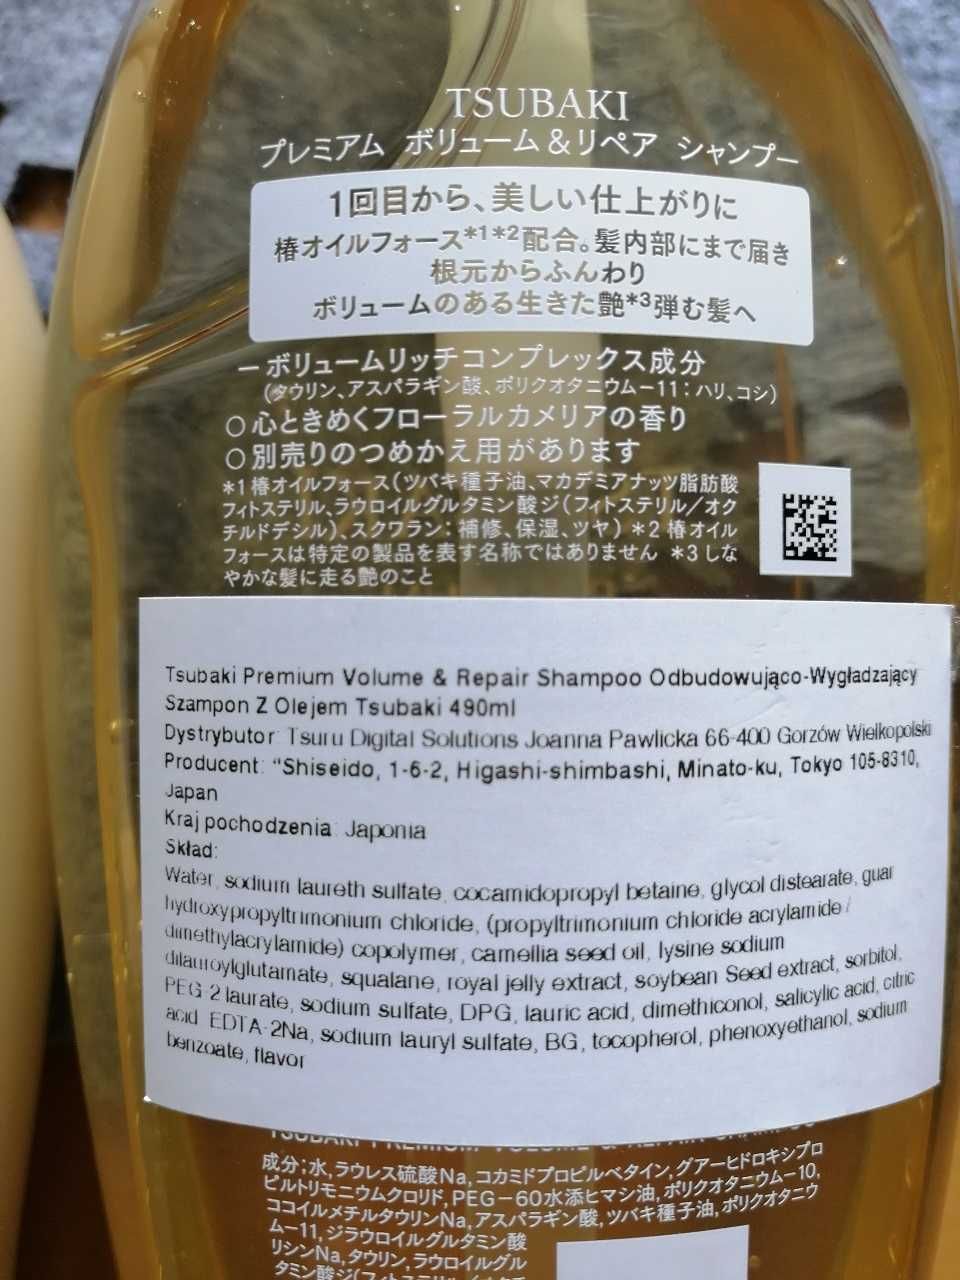 TSUBAKI
プレミアム ボリューム&リペア シャンプー
1回目から、美しい仕上がりに
椿オイルフォース*1*2配合。髪内部にまで届き
根元からふんわり
ボリュームのある生きた艶*3弾む髪へ
ーボリュームリッチコンプレックス成分
(タウリン、アスパラギン酸、ポリクオタニウム-11:ハリ、コシ)
○心ときめくフローラルカメリアの香り
○別売りのつめかえ用があります
*1 椿オイルフォース(ツバキ種子油、マカデミアナッツ脂肪酸
フィトステリル、ラウロイルグルタミン酸ジ(フィトステリル/オク
チルドデシル)、スクワラン:補修、保湿、ツヤ) *2 椿オイル
フォースは特定の製品を表す名称ではありません *3 しな
やかな髪に走る艶のこと
Tsubaki Premium Volume & Repair Shampoo Odbudowująco-Wygładzający
Szampon Z Olejem Tsubaki 490ml
Dystrybutor: Tsuru Digital Solutions Joanna Pawlicka 66-400 Gorzów Wielkopolski
Producent: "Shiseido, 1-6-2, Higashi-shimbashi, Minato-ku, Tokyo 105-8310,
Japan
Kraj pochodzenia: Japonia
Skład:
Water, sodium laureth sulfate, cocamidopropyl betaine, glycol distearate, guar
hydroxypropyltrimonium chloride, (propyltrimonium chloride acrylamide /
dimethylacrylamide) copolymer, camellia seed oil, lysine sodium
dilauroylglutamate, squalane, royal jelly extract, soybean Seed extract, sorbitol,
PEG-2 laurate, sodium sulfate, DPG, lauric acid, dimethiconol, salicylic acid, citric
acid, EDTA-2Na, sodium lauryl sulfate, BG, tocopherol, phenoxyethanol, sodium
benzoate, flavor
TSUBAKI PREMIUM VOLUME & REPAIR SHAMPOO
成分;水,ラウレス硫酸Na,コカミドプロピルベタイン,グアーヒドロキシプロ
ピルトリモニウムクロリド,PEG-60水添ヒマシ油,ポリクオタニウム-10,
ココイルメチルタウリンNa,アスパラギン酸,ツバキ種子油,ポリクオタニウ
ム-11,ジラウロイルグルタミン酸
リシンNa,タウリン,ラウロイルグル
タミン酸ジ(フィトステリル/オクチ